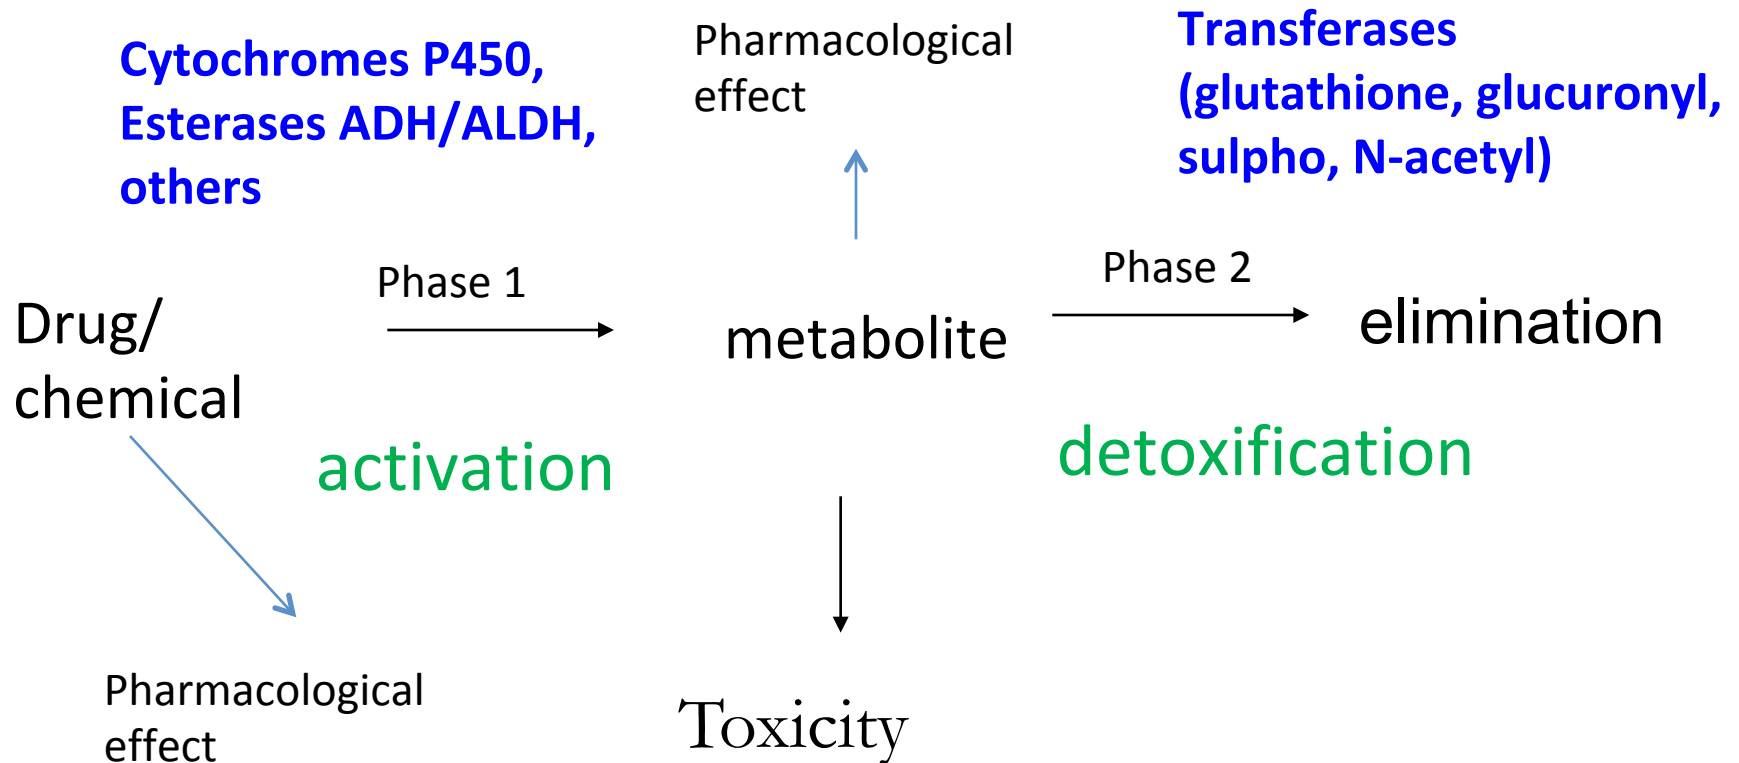 Cytochromes P450,
Esterases ADH/ALDH,
others
Pharmacological
effect
Transferases
(glutathione, glucuronyl,
sulpho, N-acetyl)
Phase 1
Phase 2
Drug/
chemical
metabolite
elimination
activation
detoxification
Pharmacological
effect
Toxicity